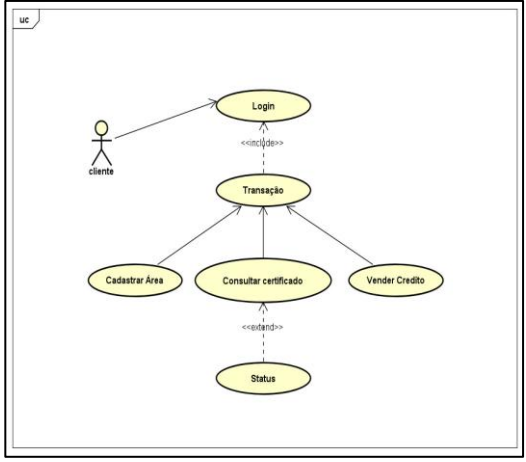 uc
Login
cliente
<<include>>
Transação
Cadastrar Área
Consultar certificado
Vender Credito
<<extend>>
Status